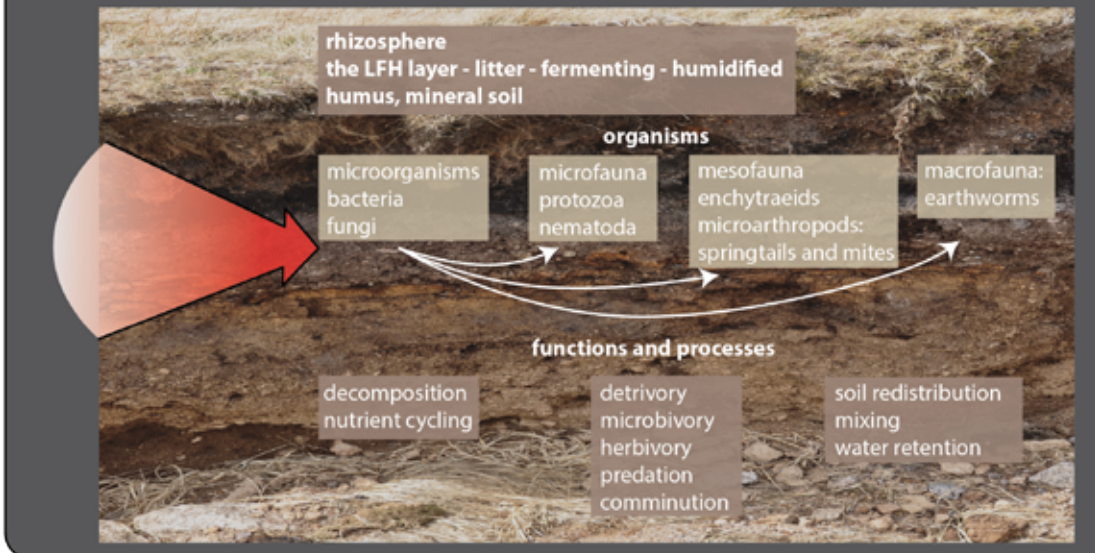 rhizosphere
the LFH layer - litter - fermenting - humidified
humus, mineral soil
organisms
microorganisms
bacteria
fungi
microfauna
protozoa
nematoda
mesofauna
enchytraeids
microarthropods:
springtails and mites
macrofauna:
earthworms
functions and processes
decomposition
nutrient cycling
detrivory
microbivory
herbivory
predation
comminution
soil redistribution
mixing
water retention